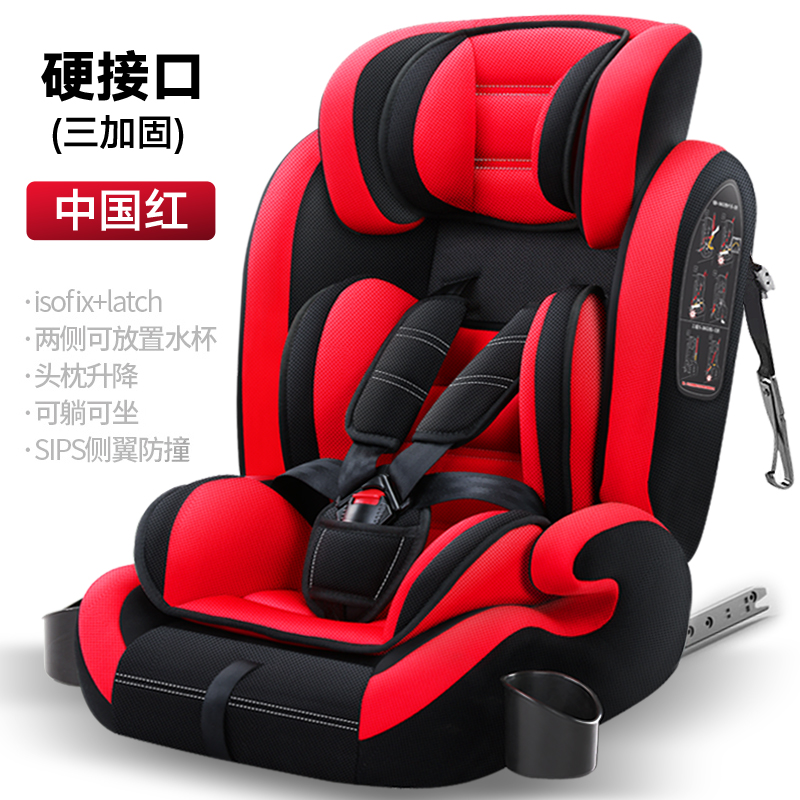 硬接口
(三加固)
中国红
·isofix+latch
·两侧可放置水杯
·头枕升降
·可躺可坐
·SIPS侧翼防撞